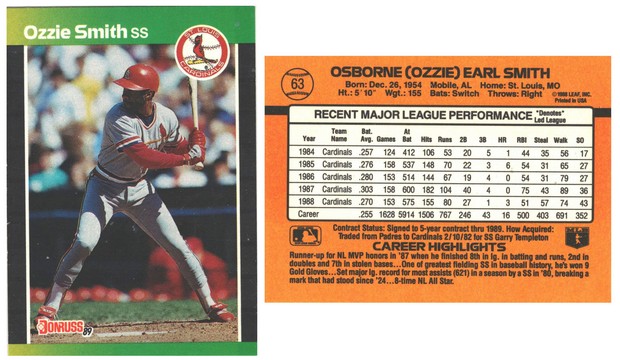 Ozzie Smith SS
ST. LOUIS
CARDINALS
DONRUSS
89
63
OSBORNE (OZZIE) EARL SMITH
Born: Dec. 26, 1954 Mobile, AL Home: St. Louis, MO
Ht.: 5' 10" Wgt.: 155 Bats: Switch Throws: Right
©1988 LEAF, INC.
Printed in USA
RECENT MAJOR LEAGUE PERFORMANCE *Denotes* Led League
Year Team Name Bat. Avg. Games At Bat Hits Runs 2B 3B HR RBI Steal Walk SO
1984 Cardinals .257 124 412 106 53 20 5 1 44 35 56 17
1985 Cardinals .276 158 537 148 70 22 3 6 54 31 65 27
1986 Cardinals .280 153 514 144 67 19 4 0 54 31 79 27
1987 Cardinals .303 158 600 182 104 40 4 0 75 43 89 36
1988 Cardinals .270 153 575 155 80 27 1 3 51 57 74 43
Career .255 1628 5914 1506 767 246 43 16 500 403 691 352
Contract Status: Signed to 5-year contract thru 1989. How Acquired:
Traded from Padres to Cardinals 2/10/82 for SS Garry Templeton
CAREER HIGHLIGHTS
Runner-up for NL MVP honors in '87 when he finished 8th in lg. in batting and runs, 2nd in
doubles and 7th in stolen bases...One of greatest fielding SS in baseball history, he's won 9
Gold Gloves...Set major lg. record for most assists (621) in a season by a SS in '80, breaking a
mark that had stood since '24...8-time NL All Star.